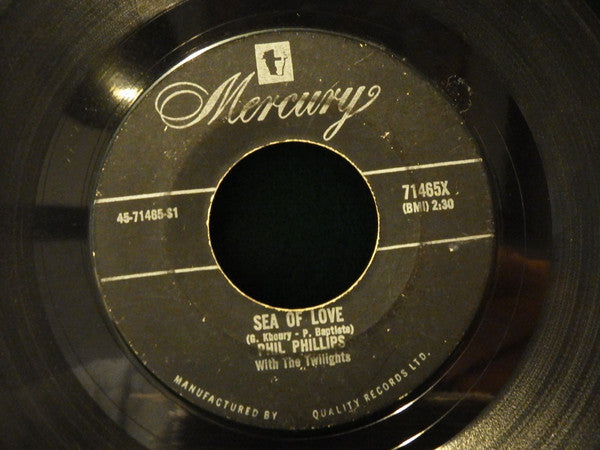 Mercury
45-71465-S1
71465X
(BMI) 2:30
SEA OF LOVE
(G. Khoury - P. Baptiste)
PHIL PHILLIPS
With The Twilights
MANUFACTURED BY QUALITY RECORDS LTD.